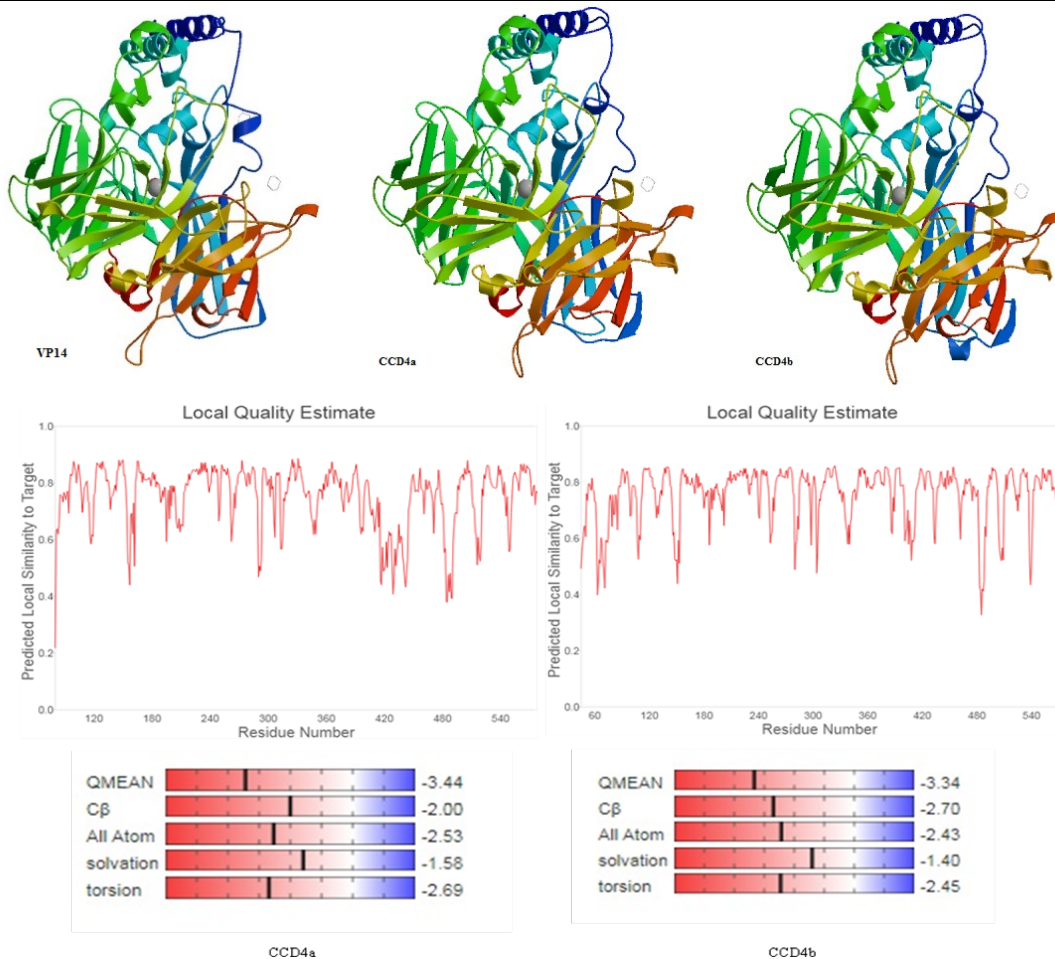 VP14
CCD4a
CCD4b
Local Quality Estimate
Predicted Local Similarity to Target
1.0
0.8
0.6
0.4
0.2
0.0
120 180 240 300 360 420 480 540
Residue Number
Local Quality Estimate
Predicted Local Similarity to Target
1.0
0.8
0.6
0.4
0.2
0.0
60 120 180 240 300 360 420 480 540
Residue Number
QMEAN -3.44
Cβ -2.00
All Atom -2.53
solvation -1.58
torsion -2.69
CCD4a
QMEAN -3.34
Cβ -2.70
All Atom -2.43
solvation -1.40
torsion -2.45
CCD4b